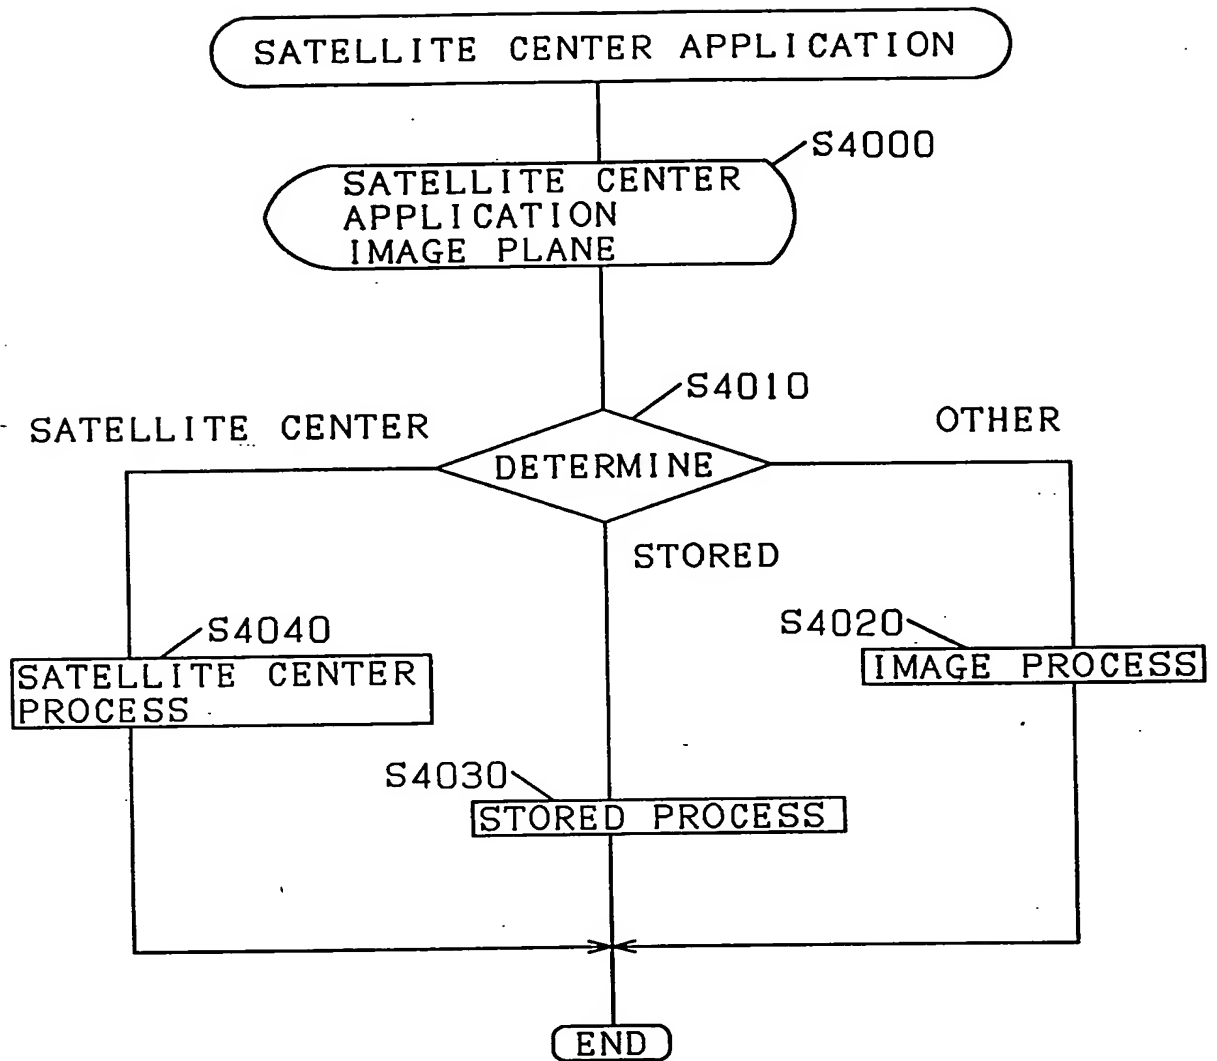 SATELLITE CENTER APPLICATION
S4000
SATELLITE CENTER
APPLICATION
IMAGE PLANE
S4010
SATELLITE CENTER
OTHER
DETERMINE
STORED
S4040
S4020
SATELLITE CENTER
PROCESS
IMAGE PROCESS
S4030
STORED PROCESS
END